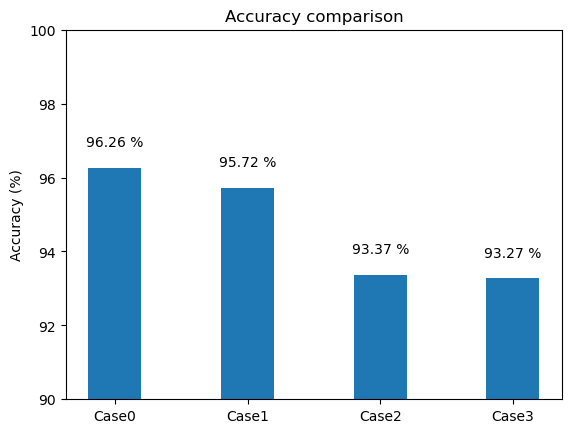 Accuracy comparison
Accuracy (%)
100
98
96
94
92
90
96.26 %
95.72 %
93.37 %
93.27 %
Case0
Case1
Case2
Case3